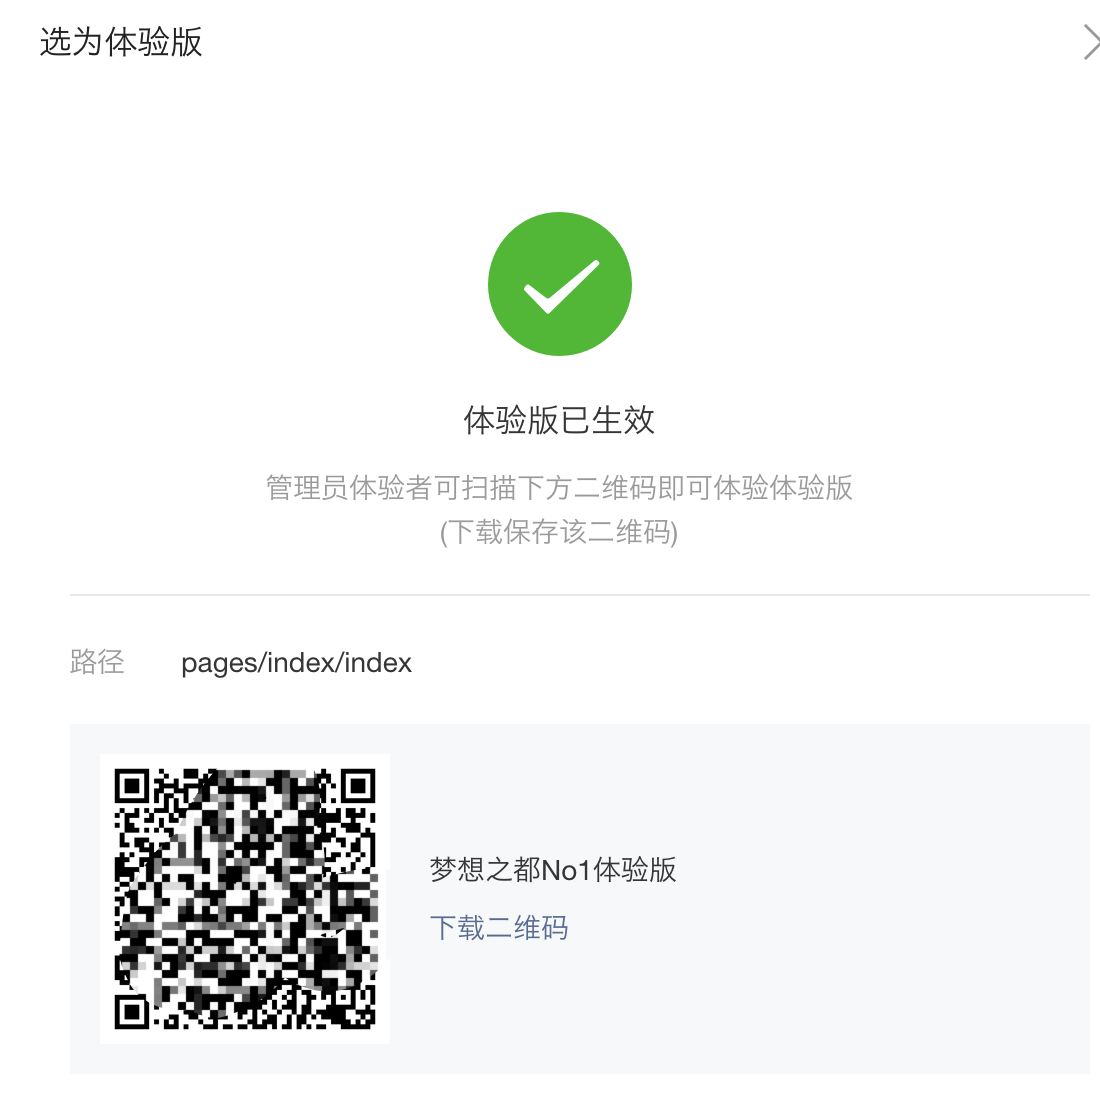 选为体验版
体验版已生效
管理员体验者可扫描下方二维码即可体验体验版
(下载保存该二维码)
路径 pages/index/index
梦想之都No1体验版
下载二维码